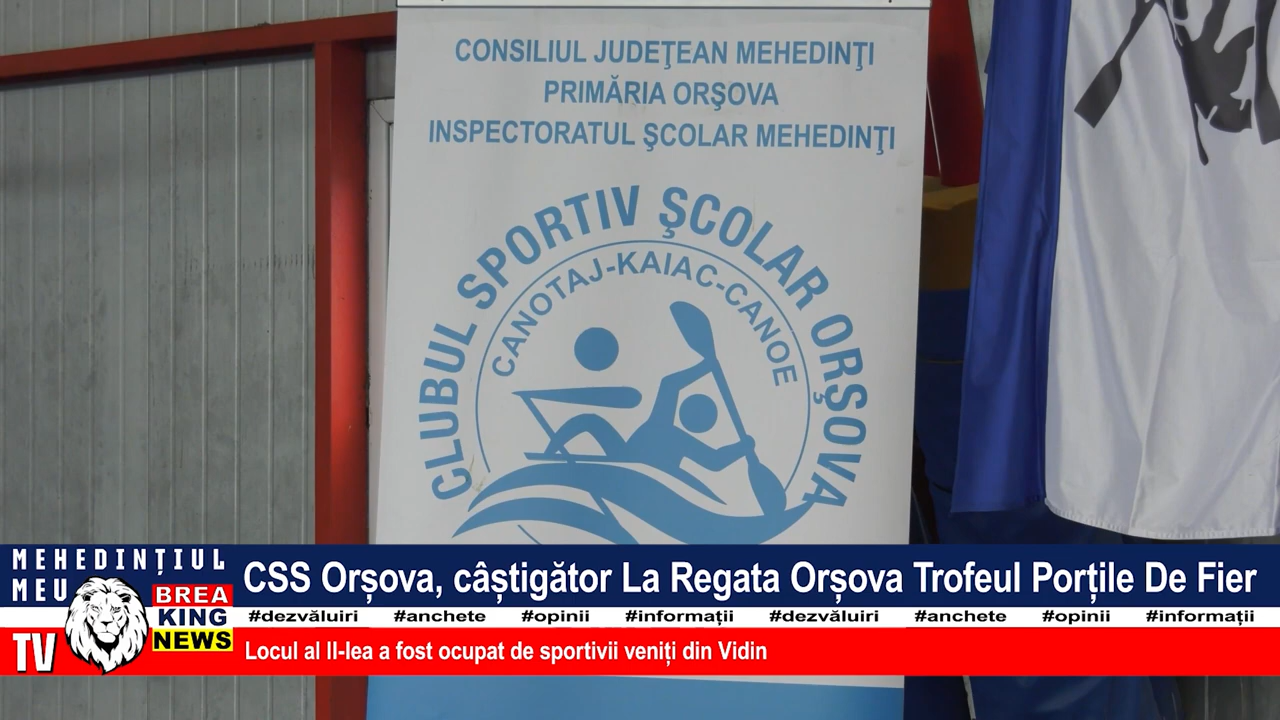 CONSILIUL JUDEŢEAN MEHEDINŢI
PRIMĂRIA ORŞOVA
INSPECTORATUL ŞCOLAR MEHEDINŢI
CLUBUL SPORTIV ŞCOLAR ORŞOVA
CANOTAJ-KAIAC-CANOE
MEHEDINȚIUL
MEU
TV
BREA
KING
NEWS
CSS Orșova, câștigător La Regata Orșova Trofeul Porțile De Fier
#dezvăluiri #anchete #opinii #informații #dezvăluiri #anchete #opinii #informații
Locul al II-lea a fost ocupat de sportivii veniți din Vidin